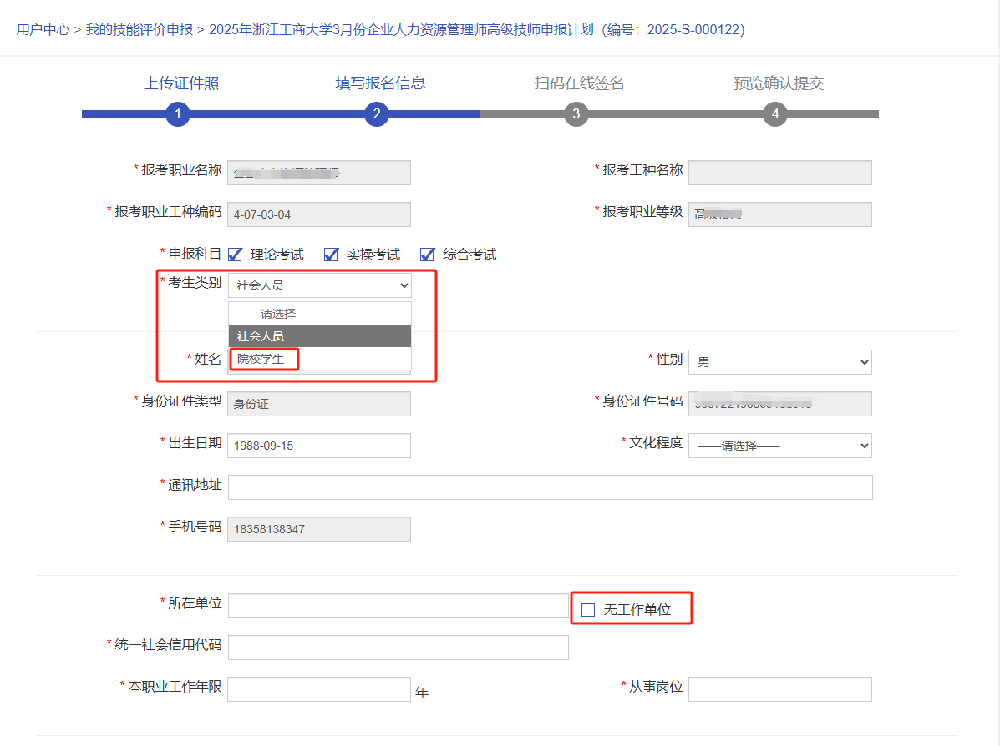 用户中心 > 我的技能评价申报 > 2025年浙江工商大学3月份企业人力资源管理师高级技师申报计划（编号：2025-S-000122）
上传证件照 填写报名信息 扫码在线签名 预览确认提交
1 2 3 4
* 报考职业名称 * 报考工种名称 -
* 报考职业工种编码 4-07-03-04 * 报考职业等级
* 申报科目 理论考试 实操考试 综合考试
* 考生类别 社会人员
——请选择——
社会人员
* 姓名 院校学生 * 性别 男
* 身份证件类型 身份证 * 身份证件号码
* 出生日期 1988-09-15 * 文化程度 ——请选择——
* 通讯地址
* 手机号码 18358138347
* 所在单位 无工作单位
* 统一社会信用代码
* 本职业工作年限 年 * 从事岗位